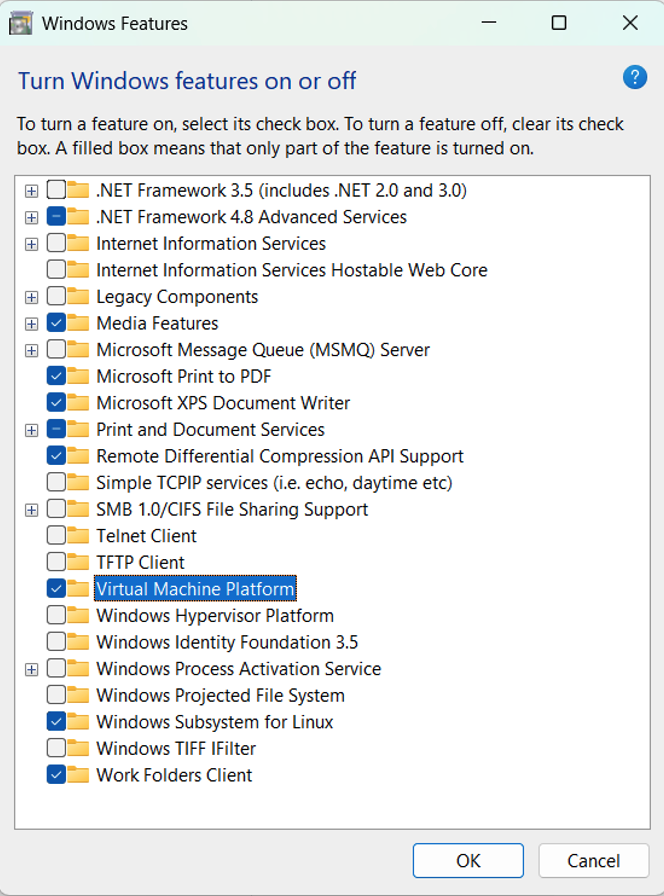 Windows Features
Turn Windows features on or off
?
To turn a feature on, select its check box. To turn a feature off, clear its check
box. A filled box means that only part of the feature is turned on.
.NET Framework 3.5 (includes .NET 2.0 and 3.0)
.NET Framework 4.8 Advanced Services
Internet Information Services
Internet Information Services Hostable Web Core
Legacy Components
Media Features
Microsoft Message Queue (MSMQ) Server
Microsoft Print to PDF
Microsoft XPS Document Writer
Print and Document Services
Remote Differential Compression API Support
Simple TCPIP services (i.e. echo, daytime etc)
SMB 1.0/CIFS File Sharing Support
Telnet Client
TFTP Client
Virtual Machine Platform
Windows Hypervisor Platform
Windows Identity Foundation 3.5
Windows Process Activation Service
Windows Projected File System
Windows Subsystem for Linux
Windows TIFF IFilter
Work Folders Client
OK Cancel